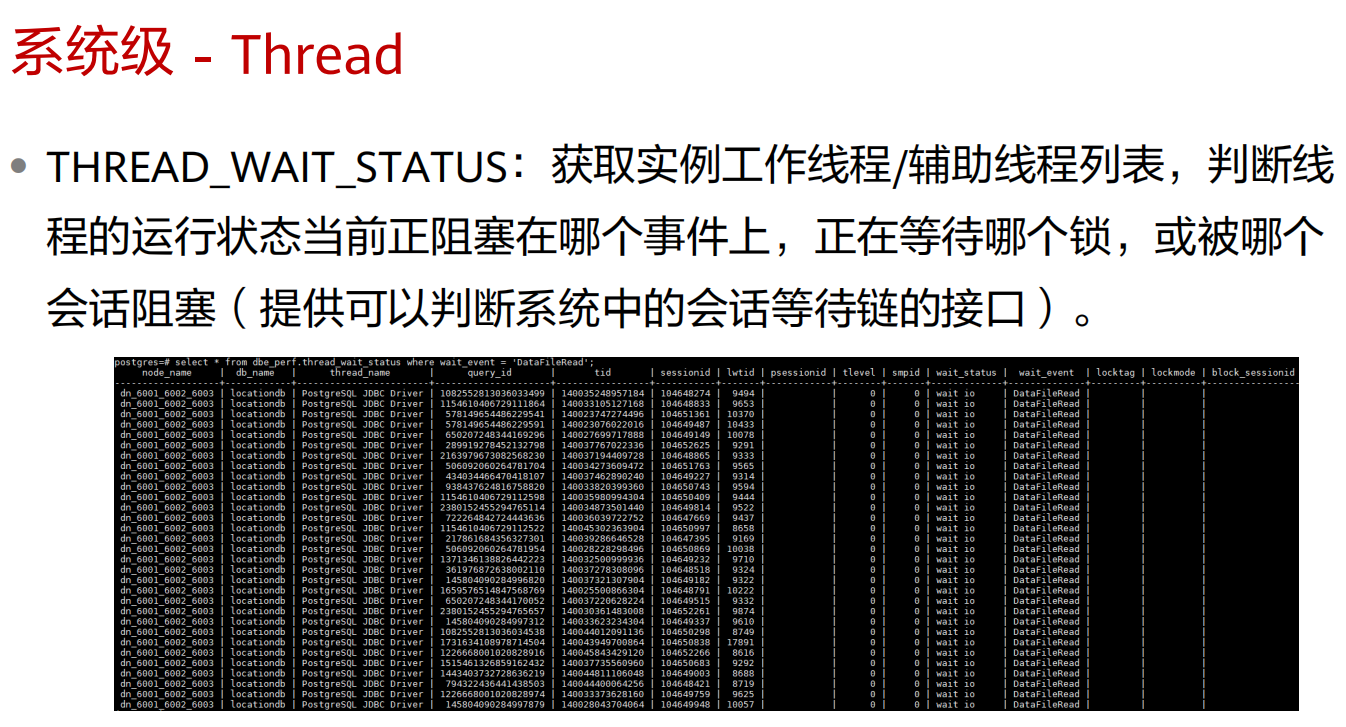 系统级 - Thread
THREAD_WAIT_STATUS：获取实例工作线程/辅助线程列表，判断线
程的运行状态当前正阻塞在哪个事件上，正在等待哪个锁，或被哪个
会话阻塞（提供可以判断系统中的会话等待链的接口）。
postgres=# select * from dbe_perf.thread_wait_status where wait_event = 'DataFileRead';
node_name | db_name | thread_name | query_id | tid | sessionid | lwtid | psessionid | tlevel | smpid | wait_status | wait_event | locktag | lockmode | block_sessionid
dn_6001_6002_6003 | locationdb | PostgreSQL JDBC Driver | 1082552813036033499 | 140035248957184 | 104648274 | 9494 | | 0 | 0 | wait io | DataFileRead | | |
dn_6001_6002_6003 | locationdb | PostgreSQL JDBC Driver | 1154610406729111864 | 140033105127168 | 104648833 | 9653 | | 0 | 0 | wait io | DataFileRead | | |
dn_6001_6002_6003 | locationdb | PostgreSQL JDBC Driver | 578149654486229541 | 140023747274496 | 104651361 | 10370 | | 0 | 0 | wait io | DataFileRead | | |
dn_6001_6002_6003 | locationdb | PostgreSQL JDBC Driver | 578149654486229541 | 140023076022016 | 104649487 | 10433 | | 0 | 0 | wait io | DataFileRead | | |
dn_6001_6002_6003 | locationdb | PostgreSQL JDBC Driver | 650207248344169296 | 140027699717888 | 104649149 | 10078 | | 0 | 0 | wait io | DataFileRead | | |
dn_6001_6002_6003 | locationdb | PostgreSQL JDBC Driver | 289919278452132798 | 140037767022336 | 104652625 | 9291 | | 0 | 0 | wait io | DataFileRead | | |
dn_6001_6002_6003 | locationdb | PostgreSQL JDBC Driver | 2163979673082568230 | 140037194409728 | 104648865 | 9333 | | 0 | 0 | wait io | DataFileRead | | |
dn_6001_6002_6003 | locationdb | PostgreSQL JDBC Driver | 506092060264781704 | 140034273609472 | 104651763 | 9565 | | 0 | 0 | wait io | DataFileRead | | |
dn_6001_6002_6003 | locationdb | PostgreSQL JDBC Driver | 434034466470418107 | 140037462890240 | 104649227 | 9314 | | 0 | 0 | wait io | DataFileRead | | |
dn_6001_6002_6003 | locationdb | PostgreSQL JDBC Driver | 938437624816758820 | 140033820399360 | 104650743 | 9594 | | 0 | 0 | wait io | DataFileRead | | |
dn_6001_6002_6003 | locationdb | PostgreSQL JDBC Driver | 1154610406729112598 | 140035980994304 | 104650409 | 9444 | | 0 | 0 | wait io | DataFileRead | | |
dn_6001_6002_6003 | locationdb | PostgreSQL JDBC Driver | 2380152455294765114 | 140034873501440 | 104649814 | 9522 | | 0 | 0 | wait io | DataFileRead | | |
dn_6001_6002_6003 | locationdb | PostgreSQL JDBC Driver | 722264842724443636 | 140036039722752 | 104647669 | 9437 | | 0 | 0 | wait io | DataFileRead | | |
dn_6001_6002_6003 | locationdb | PostgreSQL JDBC Driver | 1154610406729112522 | 140045302363904 | 104650997 | 8658 | | 0 | 0 | wait io | DataFileRead | | |
dn_6001_6002_6003 | locationdb | PostgreSQL JDBC Driver | 217861684356327301 | 140039286646528 | 104647395 | 9169 | | 0 | 0 | wait io | DataFileRead | | |
dn_6001_6002_6003 | locationdb | PostgreSQL JDBC Driver | 506092060264781954 | 140028228298496 | 104650869 | 10038 | | 0 | 0 | wait io | DataFileRead | | |
dn_6001_6002_6003 | locationdb | PostgreSQL JDBC Driver | 1371346138826442223 | 140032500999936 | 104649232 | 9710 | | 0 | 0 | wait io | DataFileRead | | |
dn_6001_6002_6003 | locationdb | PostgreSQL JDBC Driver | 361976872638002110 | 140037278308096 | 104648518 | 9324 | | 0 | 0 | wait io | DataFileRead | | |
dn_6001_6002_6003 | locationdb | PostgreSQL JDBC Driver | 145804090284996820 | 140037321307904 | 104649182 | 9322 | | 0 | 0 | wait io | DataFileRead | | |
dn_6001_6002_6003 | locationdb | PostgreSQL JDBC Driver | 1659576514847568769 | 140025500866304 | 104648791 | 10222 | | 0 | 0 | wait io | DataFileRead | | |
dn_6001_6002_6003 | locationdb | PostgreSQL JDBC Driver | 650207248344170052 | 140037220628224 | 104649515 | 9332 | | 0 | 0 | wait io | DataFileRead | | |
dn_6001_6002_6003 | locationdb | PostgreSQL JDBC Driver | 2380152455294765657 | 140030361483008 | 104652261 | 9874 | | 0 | 0 | wait io | DataFileRead | | |
dn_6001_6002_6003 | locationdb | PostgreSQL JDBC Driver | 145804090284997312 | 140033623234304 | 104649337 | 9610 | | 0 | 0 | wait io | DataFileRead | | |
dn_6001_6002_6003 | locationdb | PostgreSQL JDBC Driver | 1082552813036034538 | 140044012091136 | 104650298 | 8749 | | 0 | 0 | wait io | DataFileRead | | |
dn_6001_6002_6003 | locationdb | PostgreSQL JDBC Driver | 1731634108978714504 | 140043949700864 | 104650838 | 17891 | | 0 | 0 | wait io | DataFileRead | | |
dn_6001_6002_6003 | locationdb | PostgreSQL JDBC Driver | 1226668001020828916 | 140045843429120 | 104652266 | 8616 | | 0 | 0 | wait io | DataFileRead | | |
dn_6001_6002_6003 | locationdb | PostgreSQL JDBC Driver | 1515461326859162432 | 140037735560960 | 104650683 | 9292 | | 0 | 0 | wait io | DataFileRead | | |
dn_6001_6002_6003 | locationdb | PostgreSQL JDBC Driver | 1443403732728636219 | 140044811106048 | 104649003 | 8688 | | 0 | 0 | wait io | DataFileRead | | |
dn_6001_6002_6003 | locationdb | PostgreSQL JDBC Driver | 794322436441438503 | 140044400064256 | 104648421 | 8719 | | 0 | 0 | wait io | DataFileRead | | |
dn_6001_6002_6003 | locationdb | PostgreSQL JDBC Driver | 1226668001020828974 | 140033373628160 | 104649759 | 9625 | | 0 | 0 | wait io | DataFileRead | | |
dn_6001_6002_6003 | locationdb | PostgreSQL JDBC Driver | 145804090284997879 | 140028043704064 | 104649948 | 10057 | | 0 | 0 | wait io | DataFileRead | | |